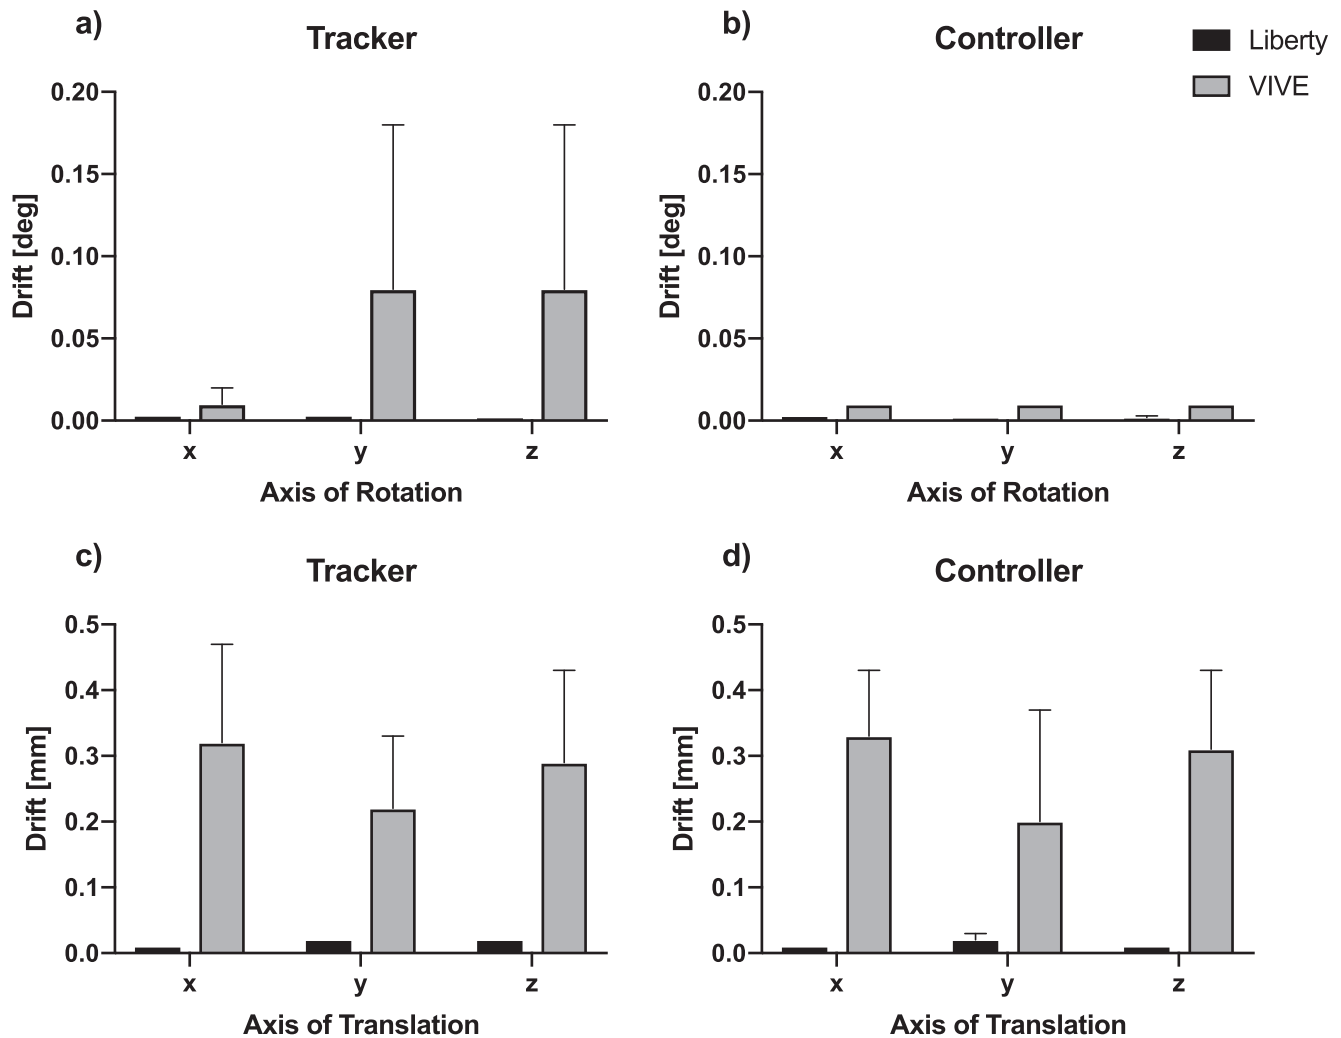 a)
Tracker
b)
Controller
Liberty
VIVE
0.20
0.15
0.10
0.05
0.00
Drift [deg]
x y z
Axis of Rotation
0.20
0.15
0.10
0.05
0.00
Drift [deg]
x y z
Axis of Rotation
c)
Tracker
d)
Controller
0.5
0.4
0.3
0.2
0.1
0.0
Drift [mm]
x y z
Axis of Translation
0.5
0.4
0.3
0.2
0.1
0.0
Drift [mm]
x y z
Axis of Translation